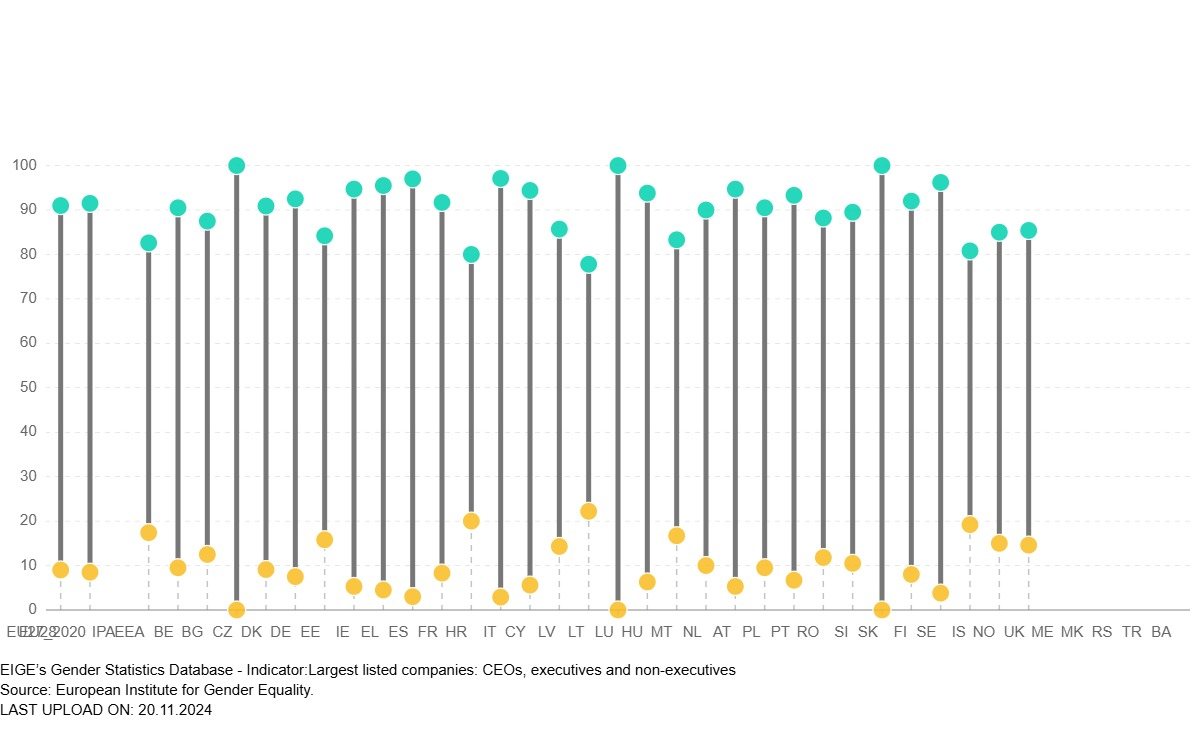 100
90
80
70
60
50
40
30
20
10
0
EU27_2020 IPA EEA BE BG CZ DK DE EE IE EL ES FR HR IT CY LV LT LU HU MT NL AT PL PT RO SI SK FI SE IS NO UK ME MK RS TR BA
EIGE's Gender Statistics Database - Indicator:Largest listed companies: CEOs, executives and non-executives
Source: European Institute for Gender Equality.
LAST UPLOAD ON: 20.11.2024